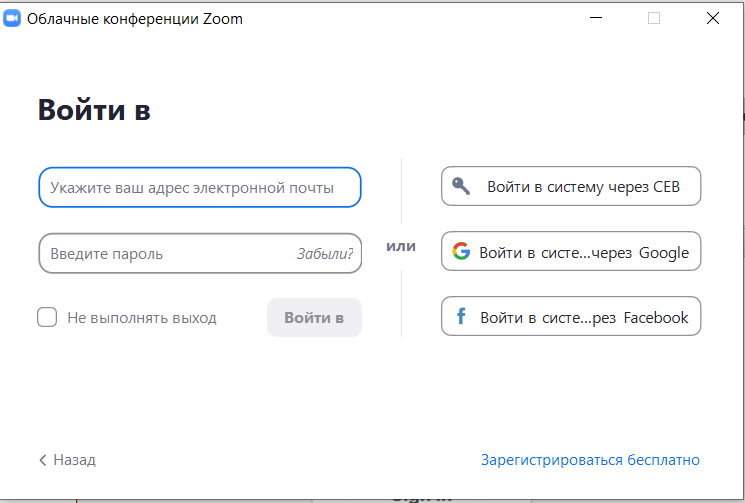 Облачные конференции Zoom
Войти в
Укажите ваш адрес электронной почты
Введите пароль Забыли?
Не выполнять выход
Войти в
или
Войти в систему через СЕВ
Войти в систе...через Google
Войти в систе...рез Facebook
Назад
Зарегистрироваться бесплатно